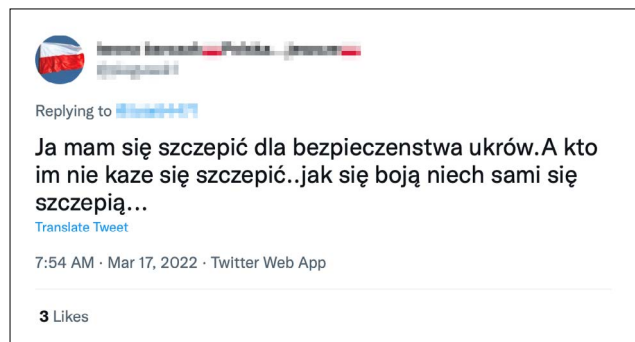 Replying to
Ja mam się szczepić dla bezpieczenstwa ukrów.A kto
im nie kaze się szczepić..jak się boją niech sami się
szczepią...
Translate Tweet
7:54 AM · Mar 17, 2022 · Twitter Web App
3 Likes